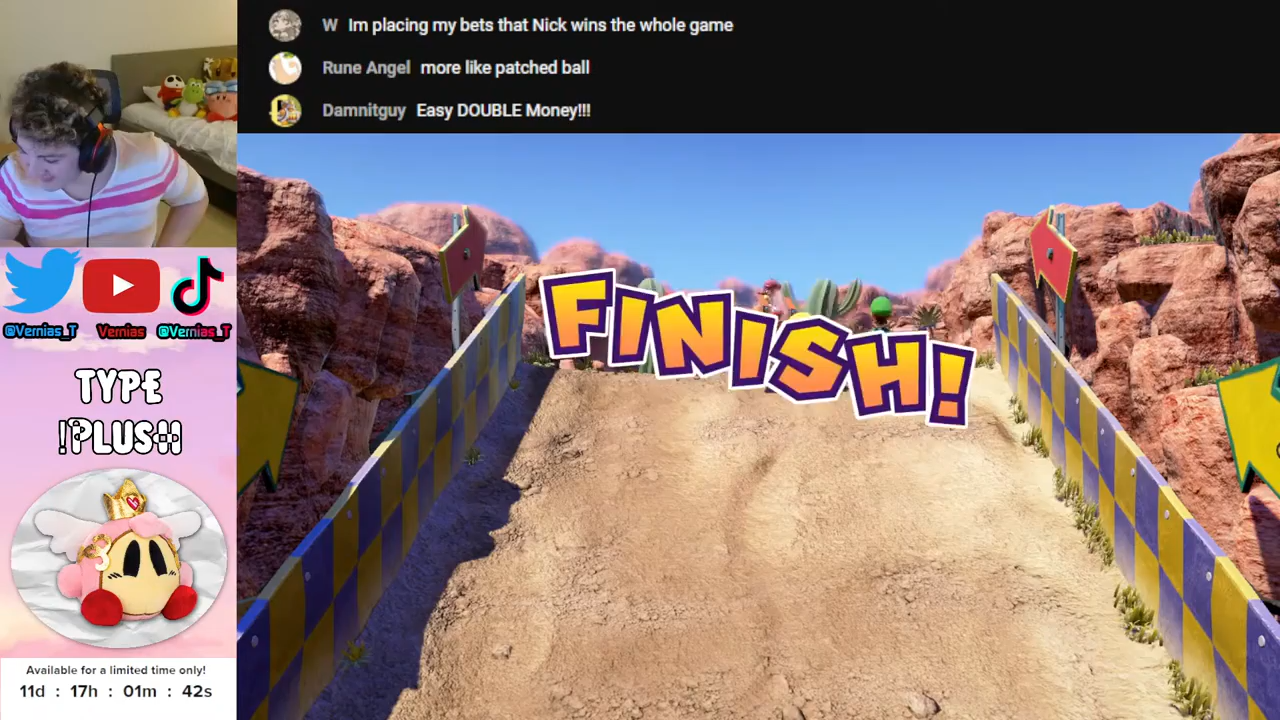 W Im placing my bets that Nick wins the whole game
Rune Angel more like patched ball
Damnitguy Easy DOUBLE Money!!!
FINISH!
@Vernias_T Vernias @Vernias_T
TYPE
!PLUSH
Available for a limited time only!
11d : 17h : 01m : 42s